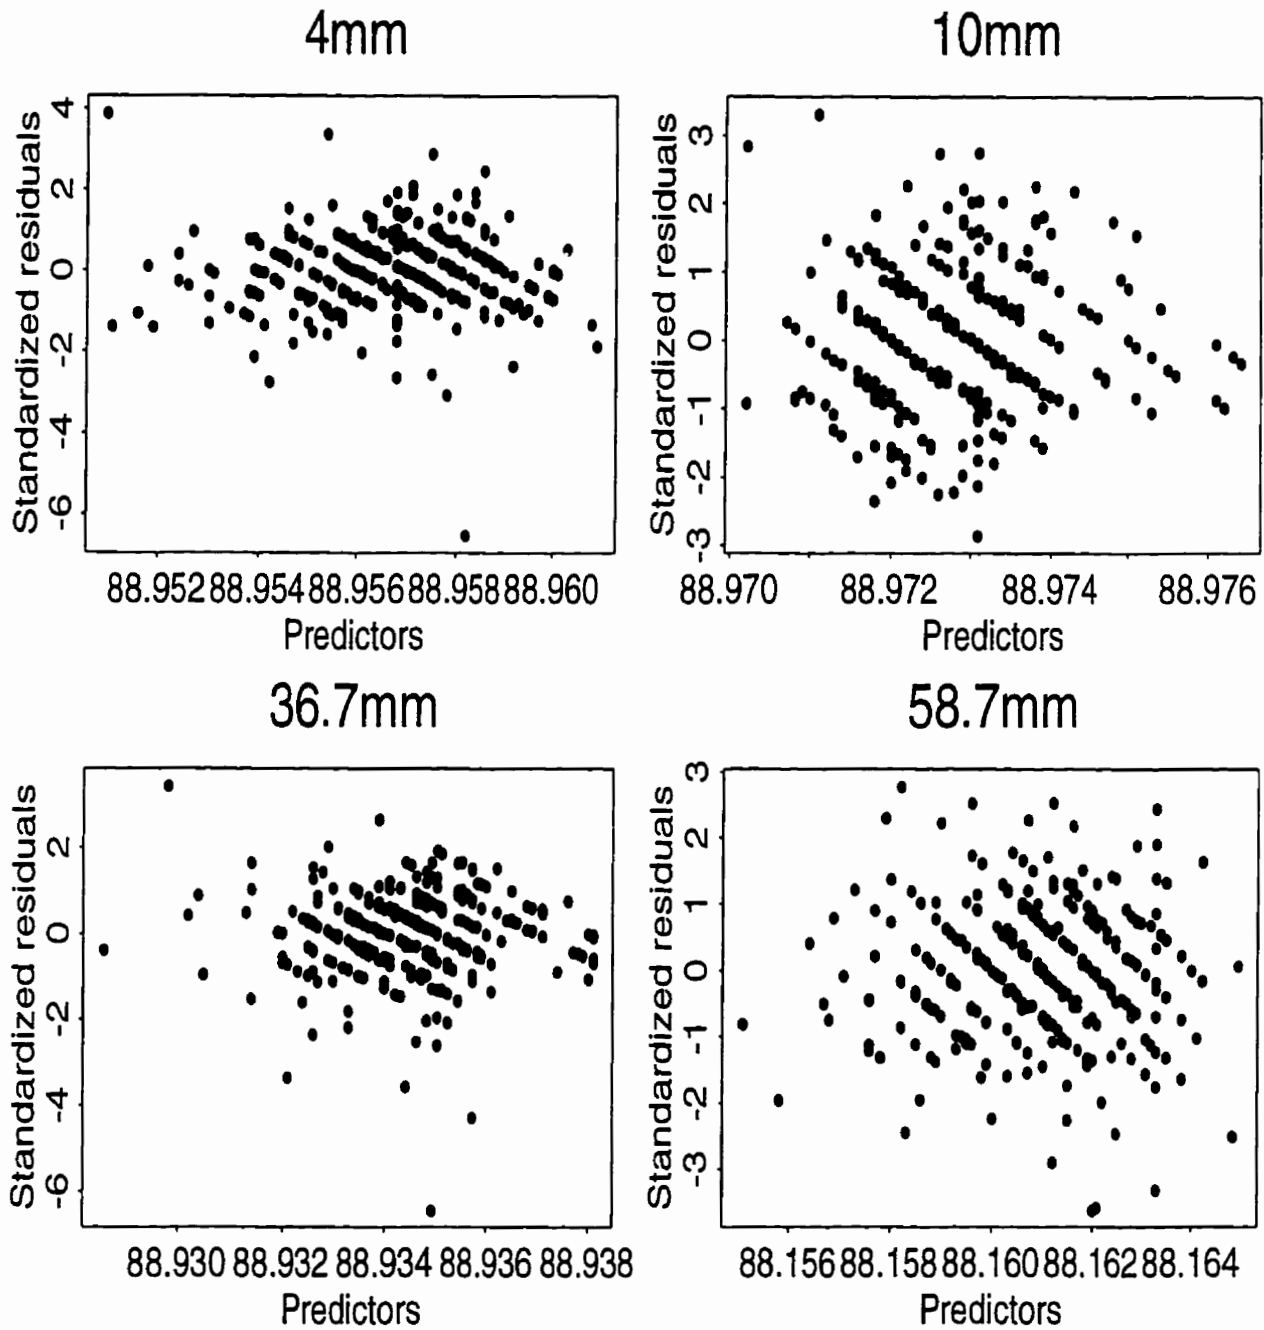 4mm
Standardized residuals
4
2
0
-2
-4
-6
88.952 88.954 88.956 88.958 88.960
Predictors
10mm
Standardized residuals
3
2
1
0
-1
-2
-3
88.970 88.972 88.974 88.976
Predictors
36.7mm
Standardized residuals
2
0
-2
-4
-6
88.930 88.932 88.934 88.936 88.938
Predictors
58.7mm
Standardized residuals
3
2
1
0
-1
-2
-3
88.156 88.158 88.160 88.162 88.164
Predictors